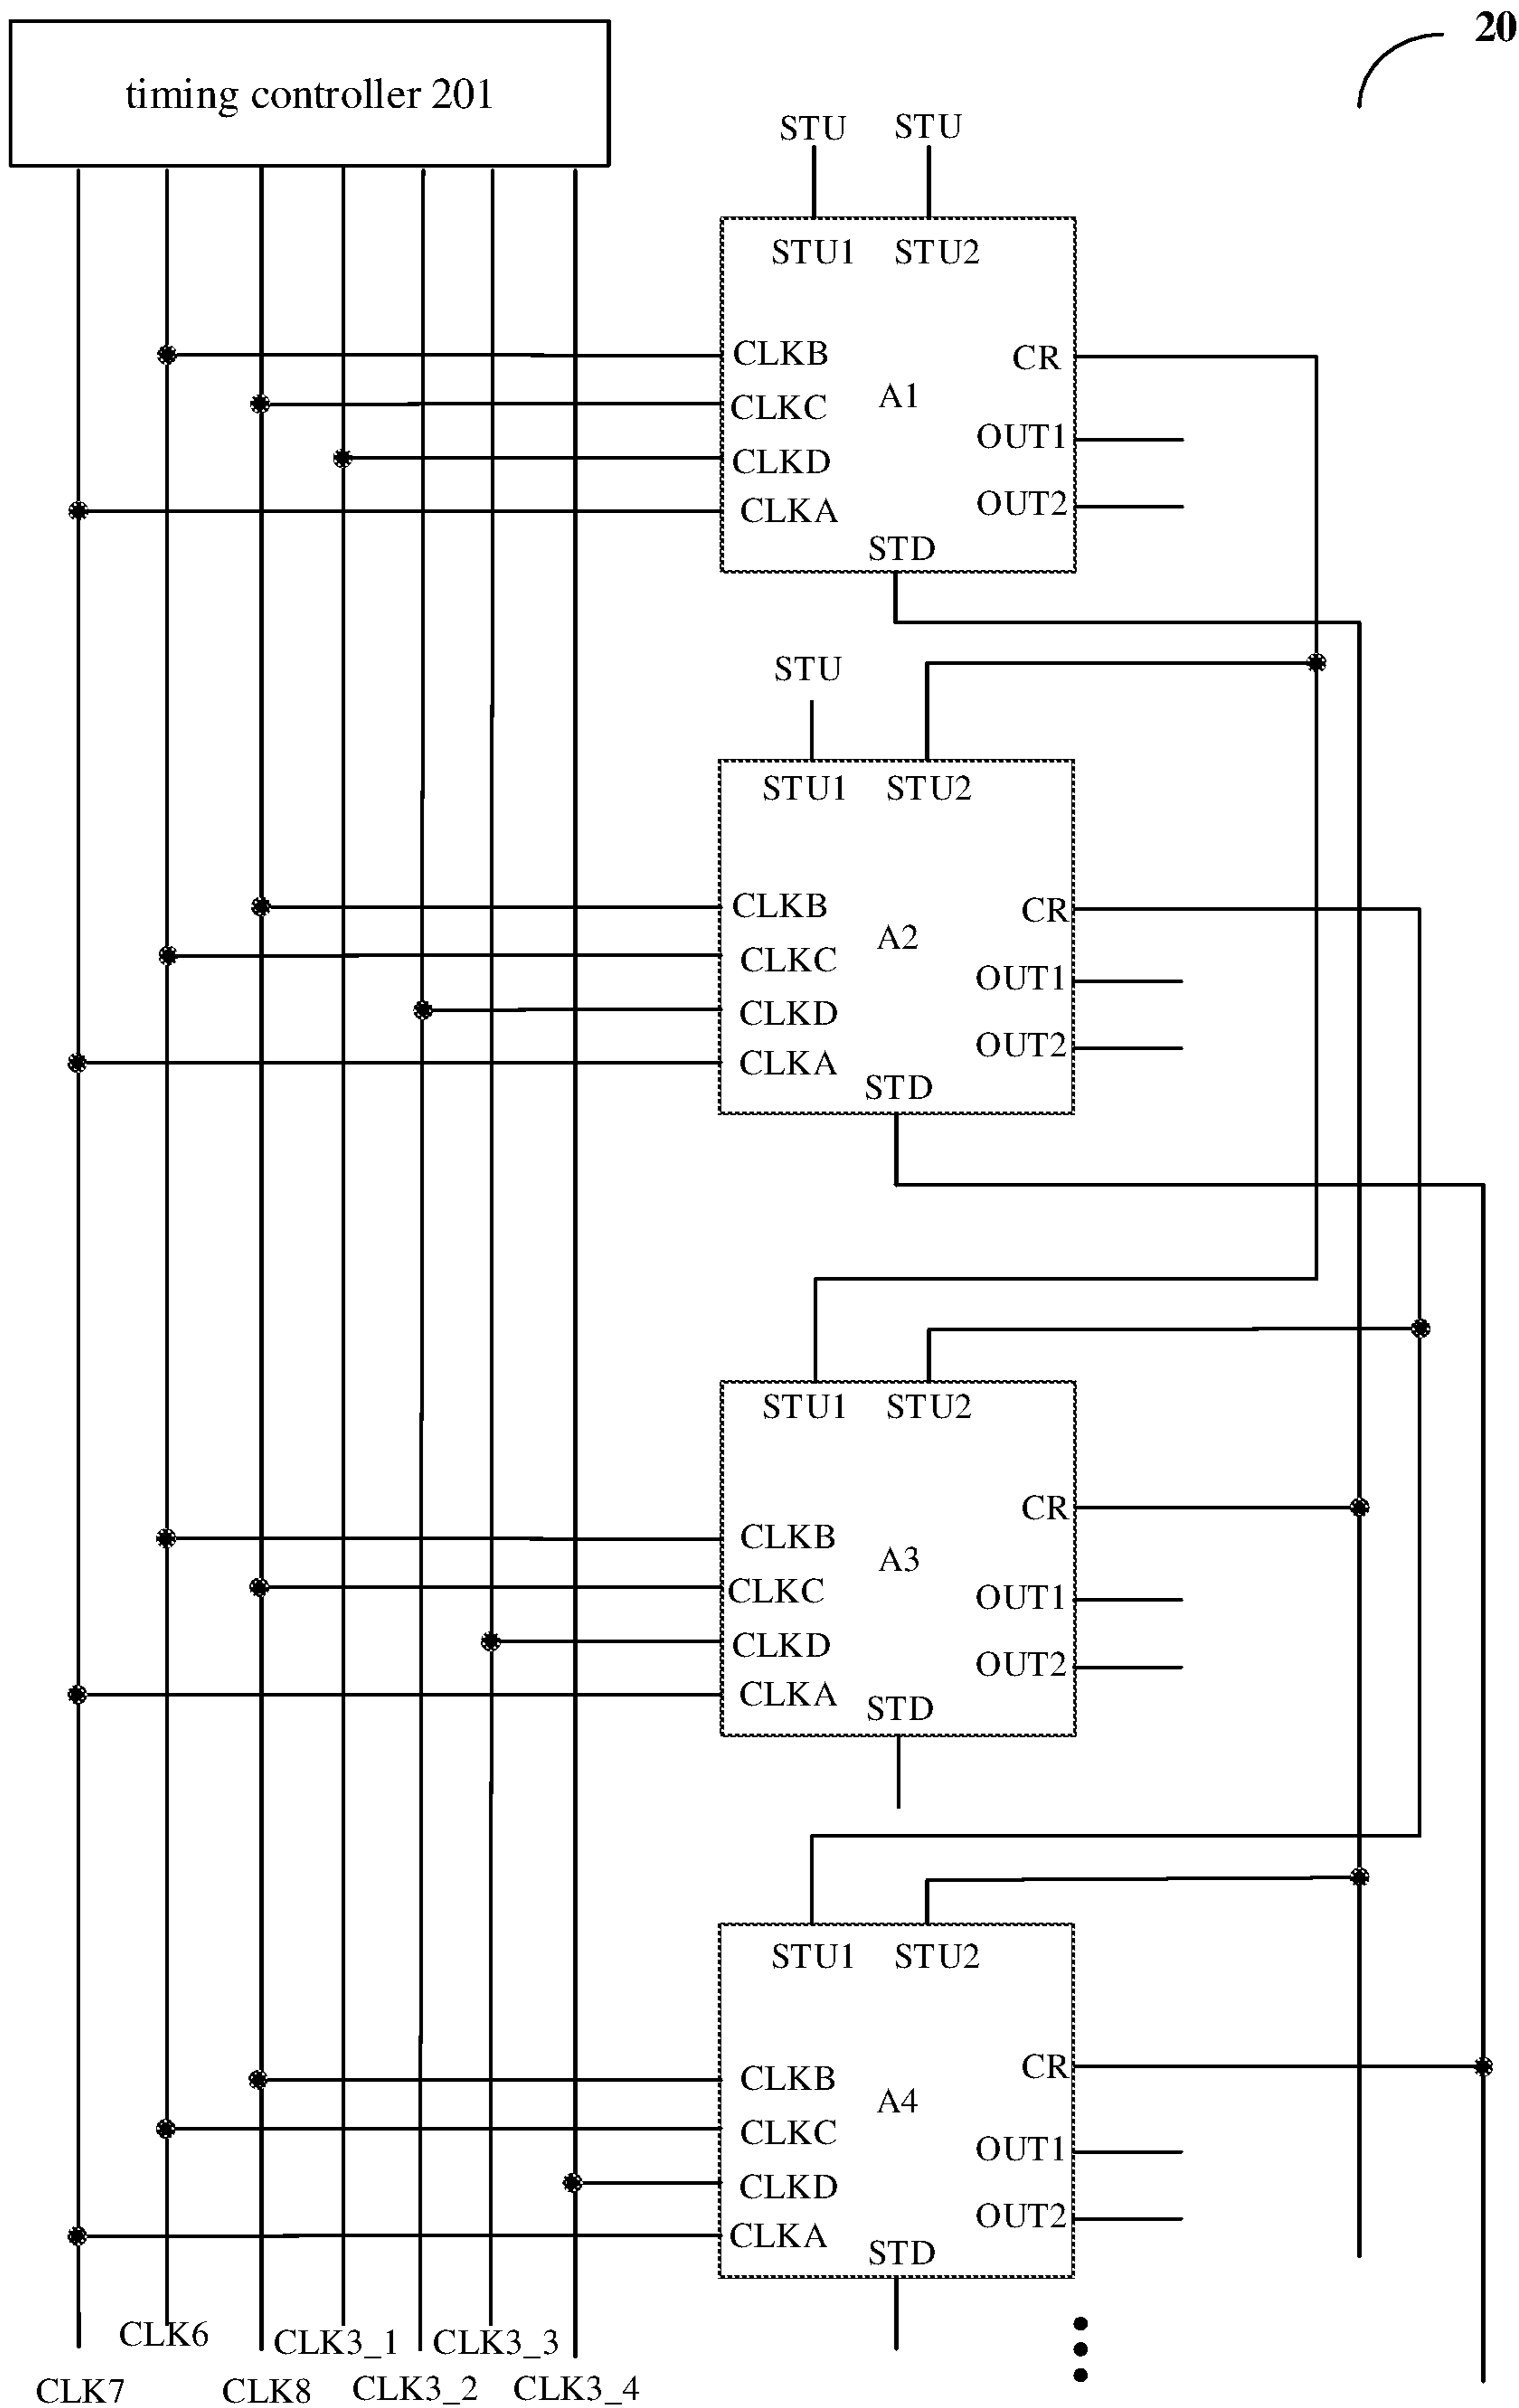 20
timing controller 201
STU STU
STU1 STU2
CLKB CR
CLKC A1
CLKD OUT1
CLKA OUT2
STD
STU
STU1 STU2
CLKB CR
CLKC A2
CLKD OUT1
CLKA OUT2
STD
STU1 STU2
CLKB CR
CLKC A3
CLKD OUT1
CLKA OUT2
STD
STU1 STU2
CLKB CR
CLKC A4
CLKD OUT1
CLKA OUT2
STD
CLK6 CLK3_1 CLK3_3
CLK7 CLK8 CLK3_2 CLK3_4